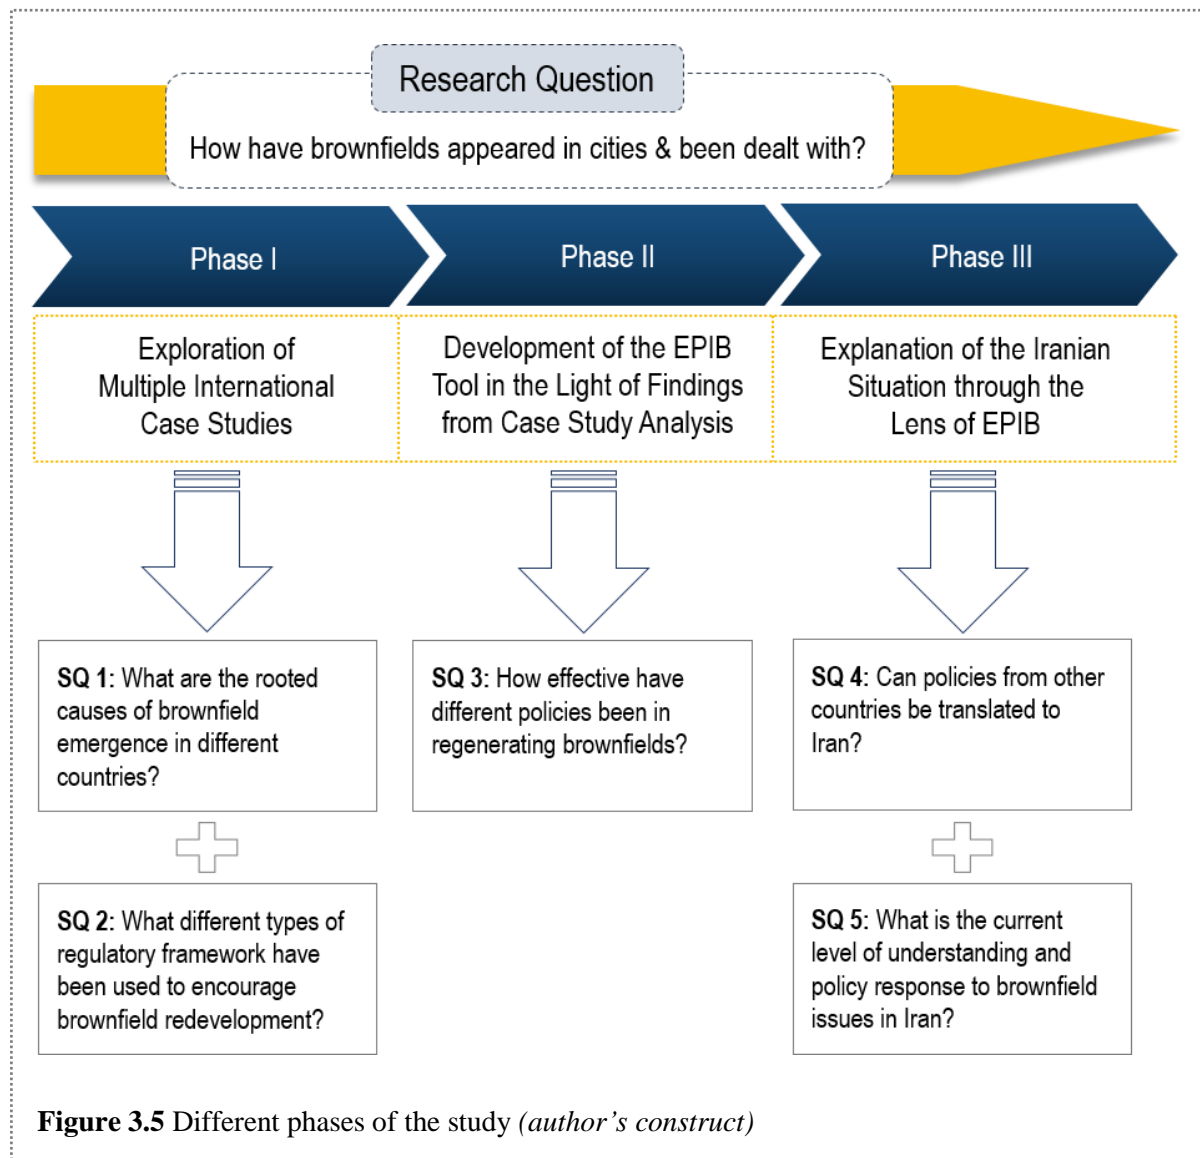 Research Question
How have brownfields appeared in cities & been dealt with?
Phase I
Phase II
Phase III
Exploration of
Multiple International
Case Studies
Development of the EPIB
Tool in the Light of Findings
from Case Study Analysis
Explanation of the Iranian
Situation through the
Lens of EPIB
SQ 1: What are the rooted
causes of brownfield
emergence in different
countries?
SQ 3: How effective have
different policies been in
regenerating brownfields?
SQ 4: Can policies from other
countries be translated to
Iran?
SQ 2: What different types of
regulatory framework have
been used to encourage
brownfield redevelopment?
SQ 5: What is the current
level of understanding and
policy response to brownfield
issues in Iran?
Figure 3.5 Different phases of the study (author’s construct)